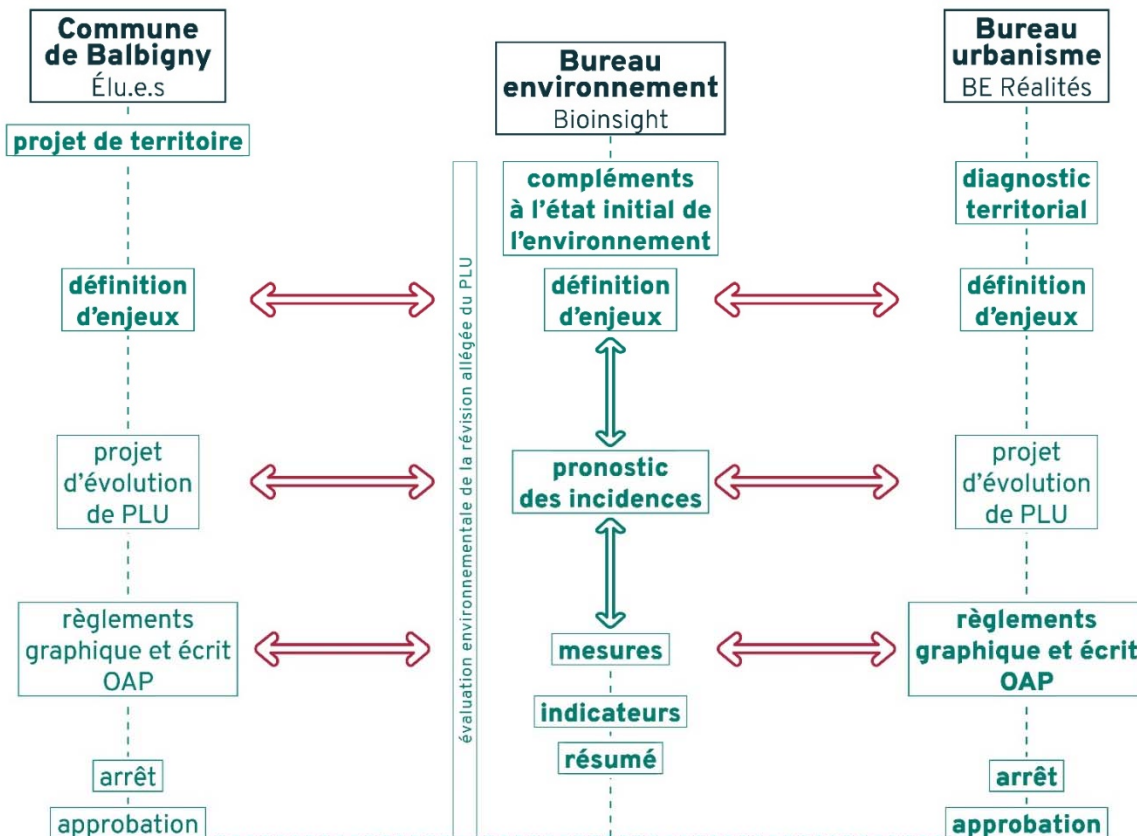 Commune
de Balbigny
Élu.e.s
projet de territoire
définition
d'enjeux
projet
d'évolution
de PLU
règlements
graphique et écrit
OAP
arrêt
approbation
évaluation environnementale de la révision allégée du PLU
Bureau
environnement
Bioinsight
compléments
à l'état initial de
l'environnement
définition
d'enjeux
pronostic
des incidences
mesures
indicateurs
résumé
Bureau
urbanisme
BE Réalités
diagnostic
territorial
définition
d'enjeux
projet
d'évolution
de PLU
règlements
graphique et écrit
OAP
arrêt
approbation